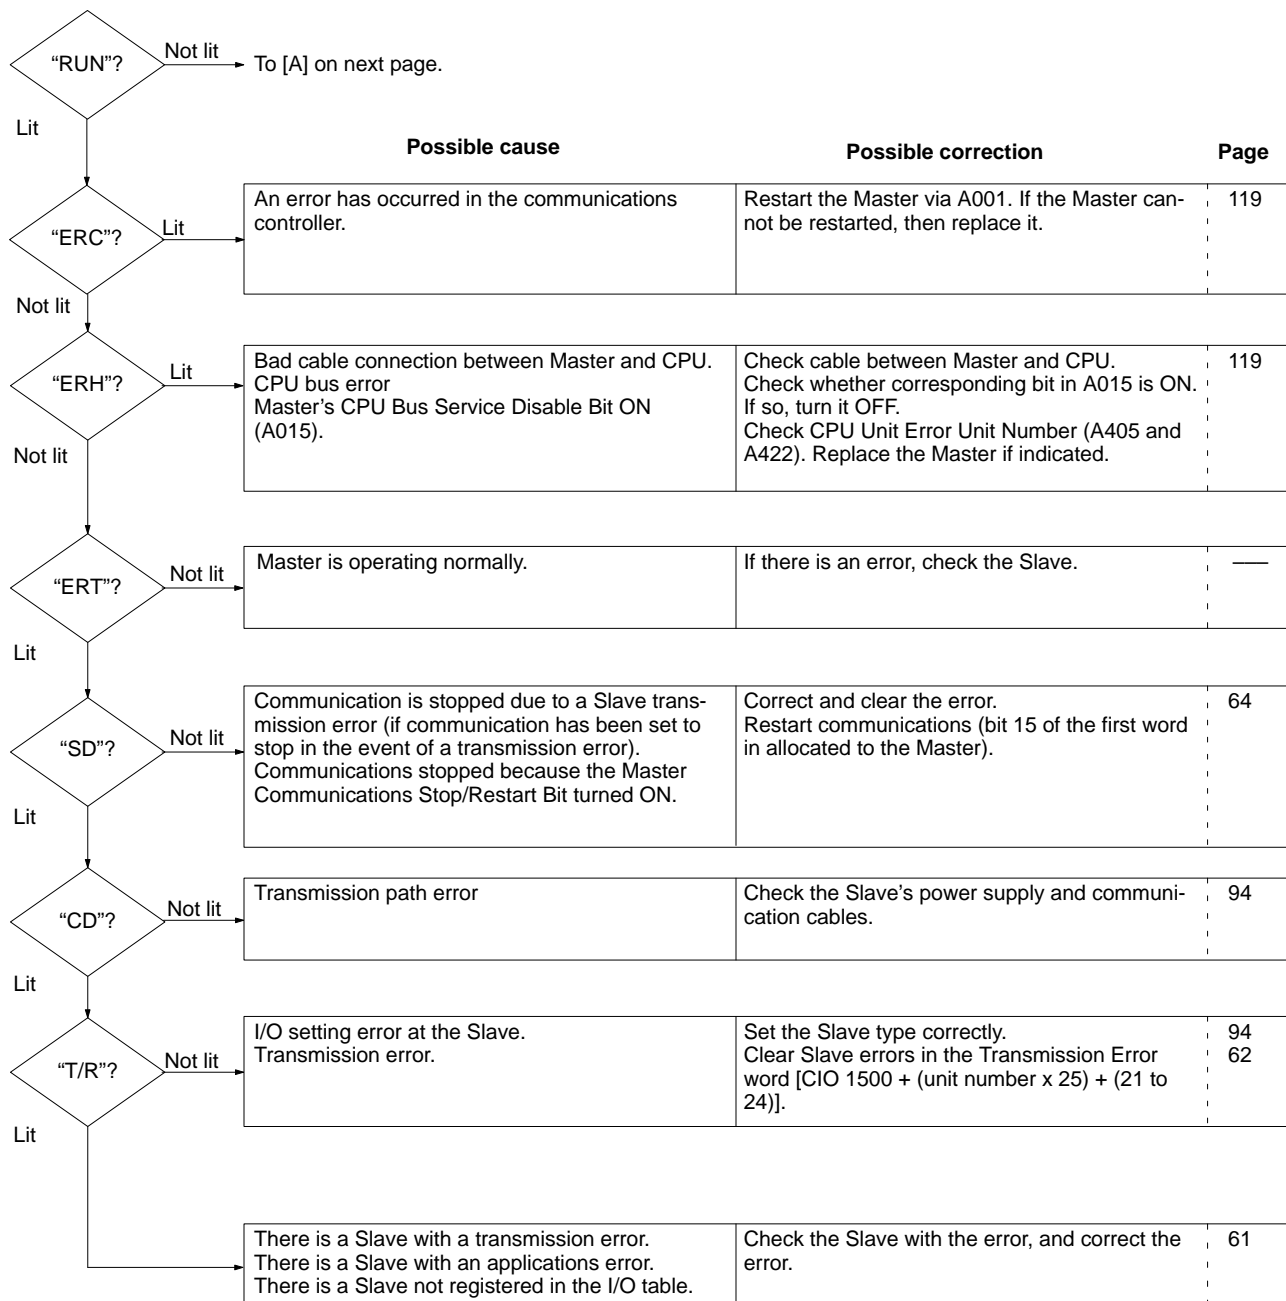 “RUN”?
Not lit
To [A] on next page.
Lit
Possible cause
Possible correction
Page
“ERC”?
Lit
An error has occurred in the communications
controller.
Restart the Master via A001. If the Master can-
not be restarted, then replace it.
119
Not lit
“ERH”?
Lit
Bad cable connection between Master and CPU.
CPU bus error
Master’s CPU Bus Service Disable Bit ON
(A015).
Check cable between Master and CPU.
Check whether corresponding bit in A015 is ON.
If so, turn it OFF.
Check CPU Unit Error Unit Number (A405 and
A422). Replace the Master if indicated.
119
Not lit
“ERT”?
Not lit
Master is operating normally.
If there is an error, check the Slave.
——
Lit
“SD”?
Not lit
Communication is stopped due to a Slave trans-
mission error (if communication has been set to
stop in the event of a transmission error).
Communications stopped because the Master
Communications Stop/Restart Bit turned ON.
Correct and clear the error.
Restart communications (bit 15 of the first word
in allocated to the Master).
64
Lit
“CD”?
Not lit
Transmission path error
Check the Slave’s power supply and communi-
cation cables.
94
Lit
“T/R”?
Not lit
I/O setting error at the Slave.
Transmission error.
Set the Slave type correctly.
Clear Slave errors in the Transmission Error
word [CIO 1500 + (unit number x 25) + (21 to
24)].
94
62
Lit
There is a Slave with a transmission error.
There is a Slave with an applications error.
There is a Slave not registered in the I/O table.
Check the Slave with the error, and correct the
error.
61